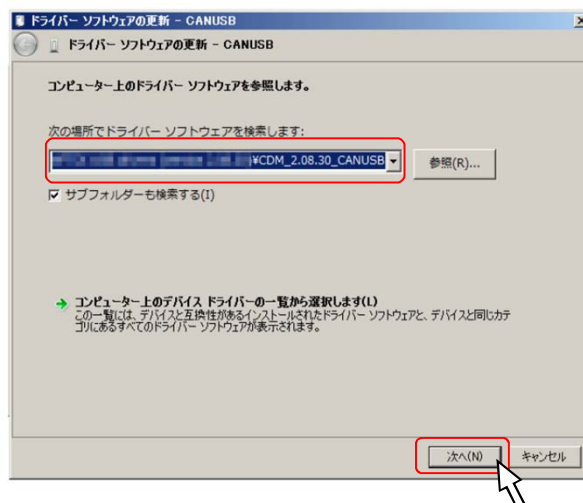 ドライバー ソフトウェアの更新 - CANUSB
ドライバー ソフトウェアの更新 - CANUSB
コンピューター上のドライバー ソフトウェアを参照します。
次の場所でドライバー ソフトウェアを検索します:
¥CDM_2.08.30_CANUSB
参照(R)...
サブフォルダーも検索する(I)
コンピューター上のデバイス ドライバーの一覧から選択します(L)
この一覧には、デバイスと互換性があるインストールされたドライバー ソフトウェアと、デバイスと同じカテ
ゴリにあるすべてのドライバー ソフトウェアが表示されます。
次へ(N)
キャンセル